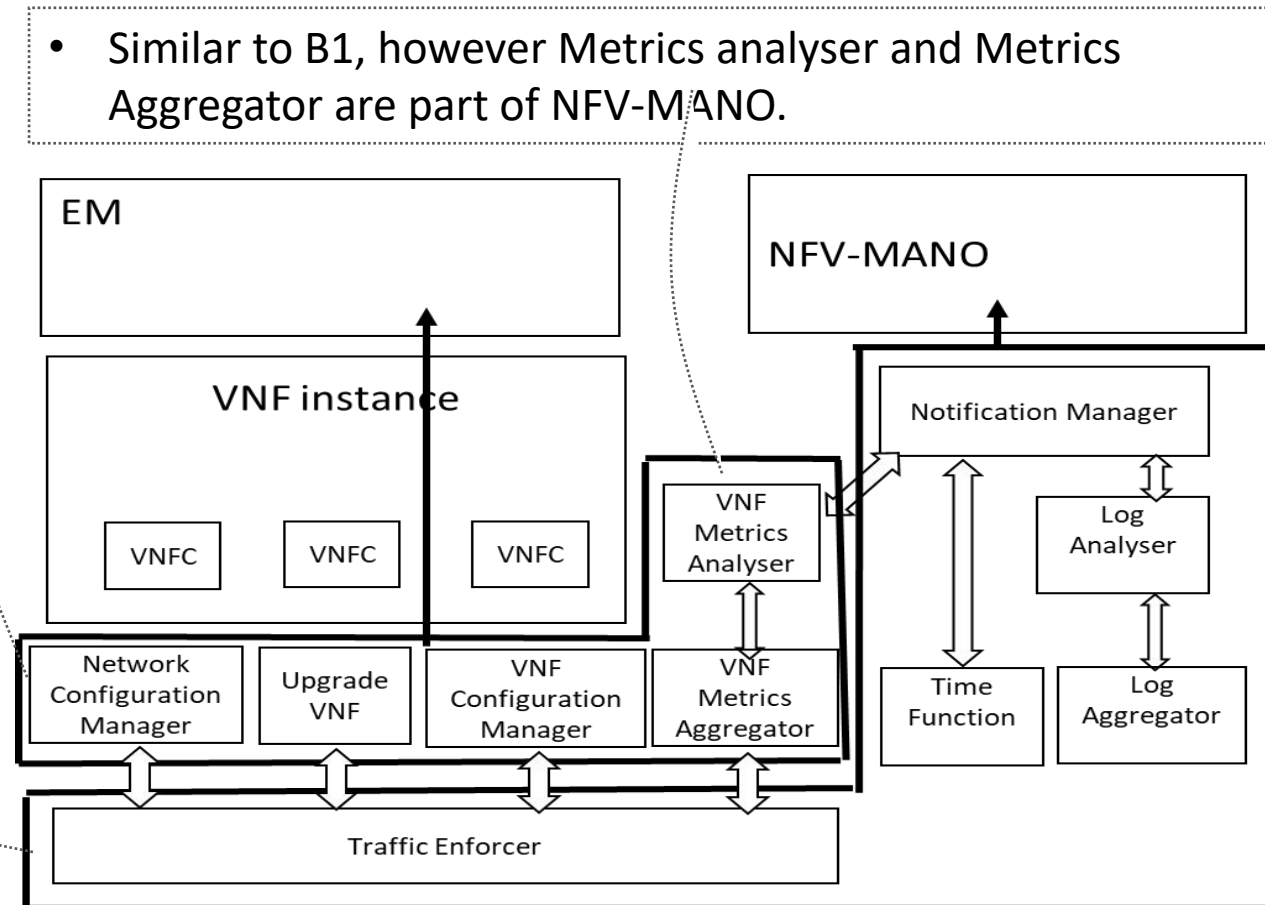 • Similar to B1, however Metrics analyser and Metrics
Aggregator are part of NFV-MANO.
EM
NFV-MANO
VNF instance
Notification Manager
VNFC
VNFC
VNFC
VNF
Metrics
Analyser
Log
Analyser
Network
Configuration
Manager
Upgrade
VNF
VNF
Configuration
Manager
VNF
Metrics
Aggregator
Time
Function
Log
Aggregator
Traffic Enforcer